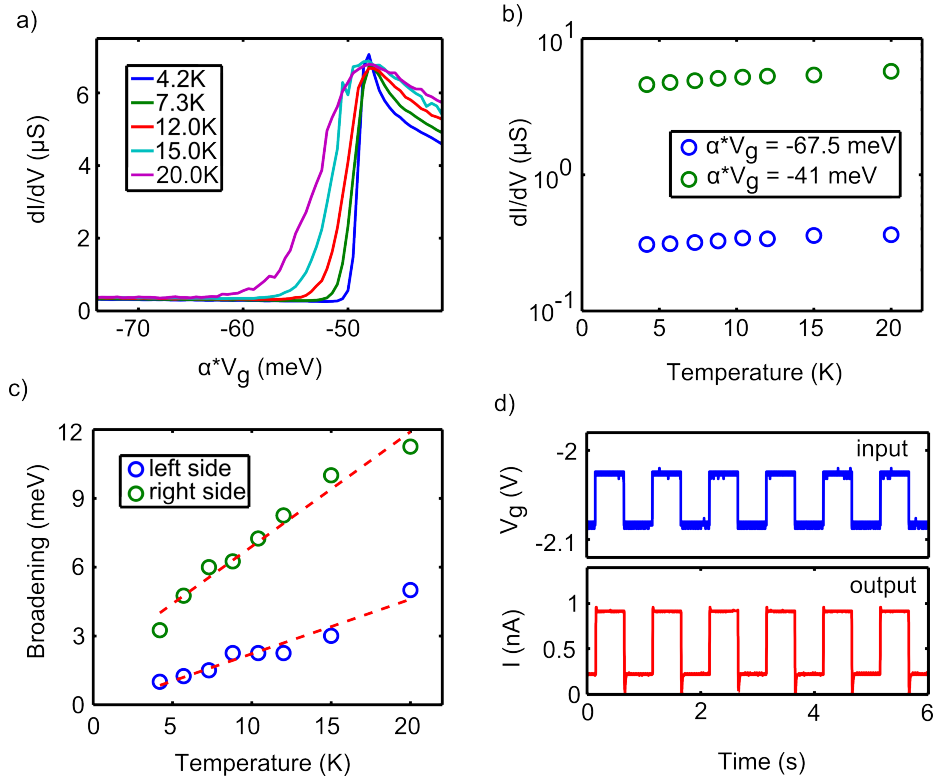 a)
dI/dV (µS)
6
4
2
0
4.2K
7.3K
12.0K
15.0K
20.0K
-70
-60
-50
α*Vg (meV)
b)
dI/dV (µS)
10^1
10^0
10^-1
α*Vg = -67.5 meV
α*Vg = -41 meV
0
5
10
15
20
Temperature (K)
c)
Broadening (meV)
12
9
6
3
0
left side
right side
0
5
10
15
20
Temperature (K)
d)
Vg (V)
-2
-2.1
input
I (nA)
1
0.5
0
output
0
2
4
6
Time (s)